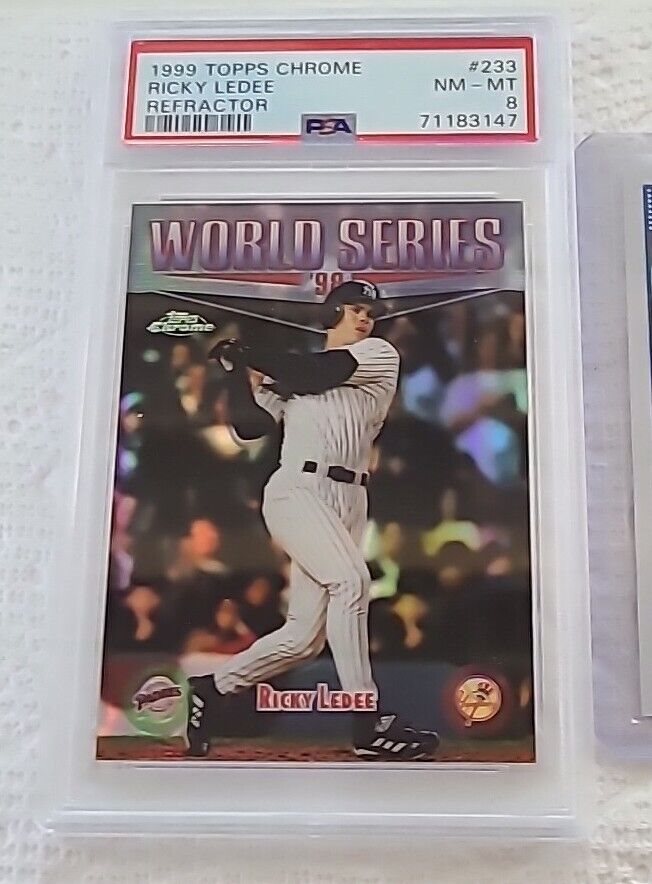 1999 TOPPS CHROME #233
RICKY LEDEE NM - MT
REFRACTOR 8
PSA 71183147
WORLD SERIES
'98
Topps
Chrome
PADRES
RICKY LEDEE